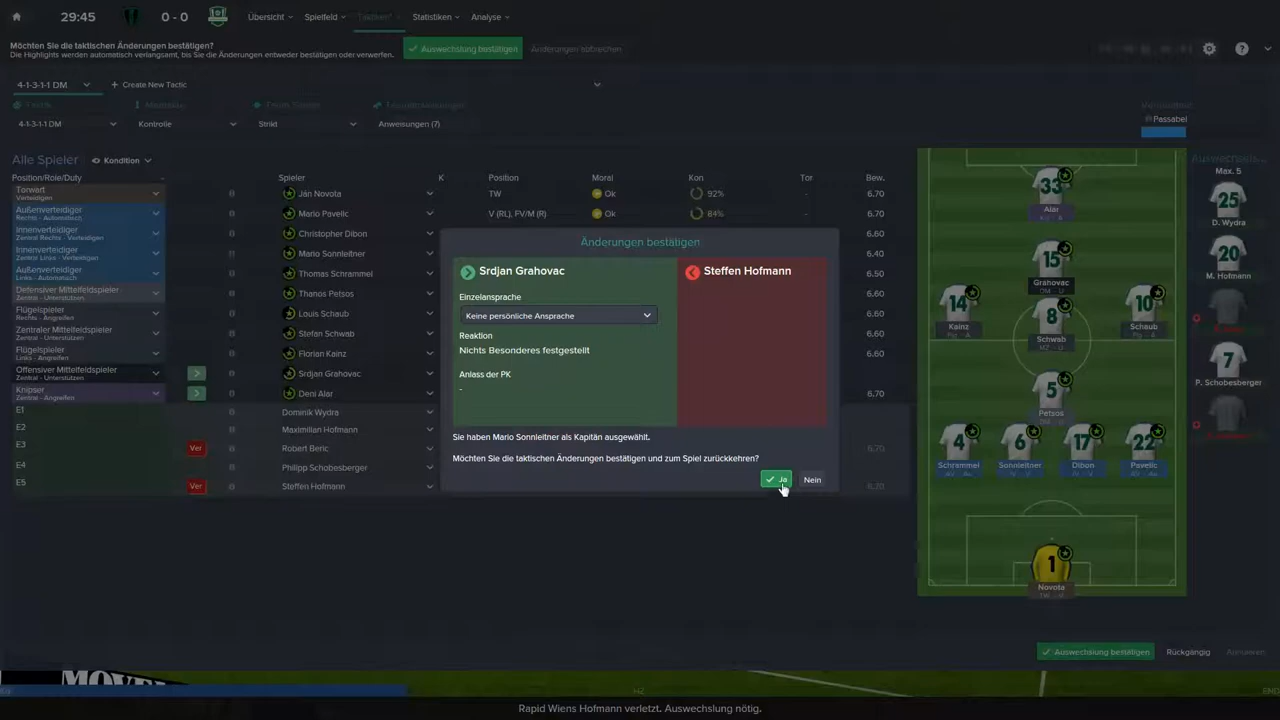 29:45
0 - 0
Übersicht
Spielfeld
Taktiken
Statistiken
Analyse
Möchten Sie die taktischen Änderungen bestätigen?
Die Highlights werden automatisch verlangsamt, bis Sie die Änderungen entweder bestätigen oder verwerfen.
Auswechslung bestätigen
Änderungen abbrechen
4-1-3-1-1 DM
Create New Tactic
4-1-3-1-1 DM
Kontrolle
Strikt
Anweisungen (7)
Passabel
Alle Spieler
Kondition
Position/Role/Duty
Spieler
K
Position
Moral
Kon
Tor
Bew.
Torwart
Verteidigen
Jan Novota
TW
Ok
92%
-
6.70
Außenverteidiger
Rechts - Automatisch
Mario Pavelic
V (RL), FV/M (R)
Ok
84%
-
6.70
Innenverteidiger
Zentral Rechts - Verteidigen
Christopher Dibon
6.70
Innenverteidiger
Zentral Links - Verteidigen
Mario Sonnleitner
6.40
Außenverteidiger
Links - Automatisch
Thomas Schrammel
6.50
Defensiver Mittelfeldspieler
Zentral - Unterstützen
Thanos Petsos
6.60
Flügelspieler
Rechts - Angreifen
Louis Schaub
6.60
Zentraler Mittelfeldspieler
Zentral - Unterstützen
Stefan Schwab
6.60
Flügelspieler
Links - Angreifen
Florian Kainz
6.60
Offensiver Mittelfeldspieler
Zentral - Unterstützen
Srdjan Grahovac
Knipser
Zentral - Angreifen
Deni Alar
6.70
E1
Dominik Wydra
E2
Maximilian Hofmann
E3
Ver
Robert Beric
6.70
E4
Philipp Schobesberger
E5
Ver
Steffen Hofmann
Änderungen bestätigen
Srdjan Grahovac
Steffen Hofmann
Einzelansprache
Keine persönliche Ansprache
Reaktion
Nichts Besonderes festgestellt
Anlass der PK
-
Sie haben Mario Sonnleitner als Kapitän ausgewählt.
Möchten Sie die taktischen Änderungen bestätigen und zum Spiel zurückkehren?
Ja
Nein
33
Alar
15
Grahovac
DM - U
14
Kainz
8
Schwab
MZ - U
10
Schaub
5
Petsos
DM - U
4
Schrammel
6
Sonnleitner
17
Dibon
22
Pavelic
1
Novota
TW - V
Max. 5
25
D. Wydra
20
M. Hofmann
7
P. Schobesberger
Auswechslung bestätigen
Rückgängig
H2
Rapid Wiens Hofmann verletzt. Auswechslung nötig.